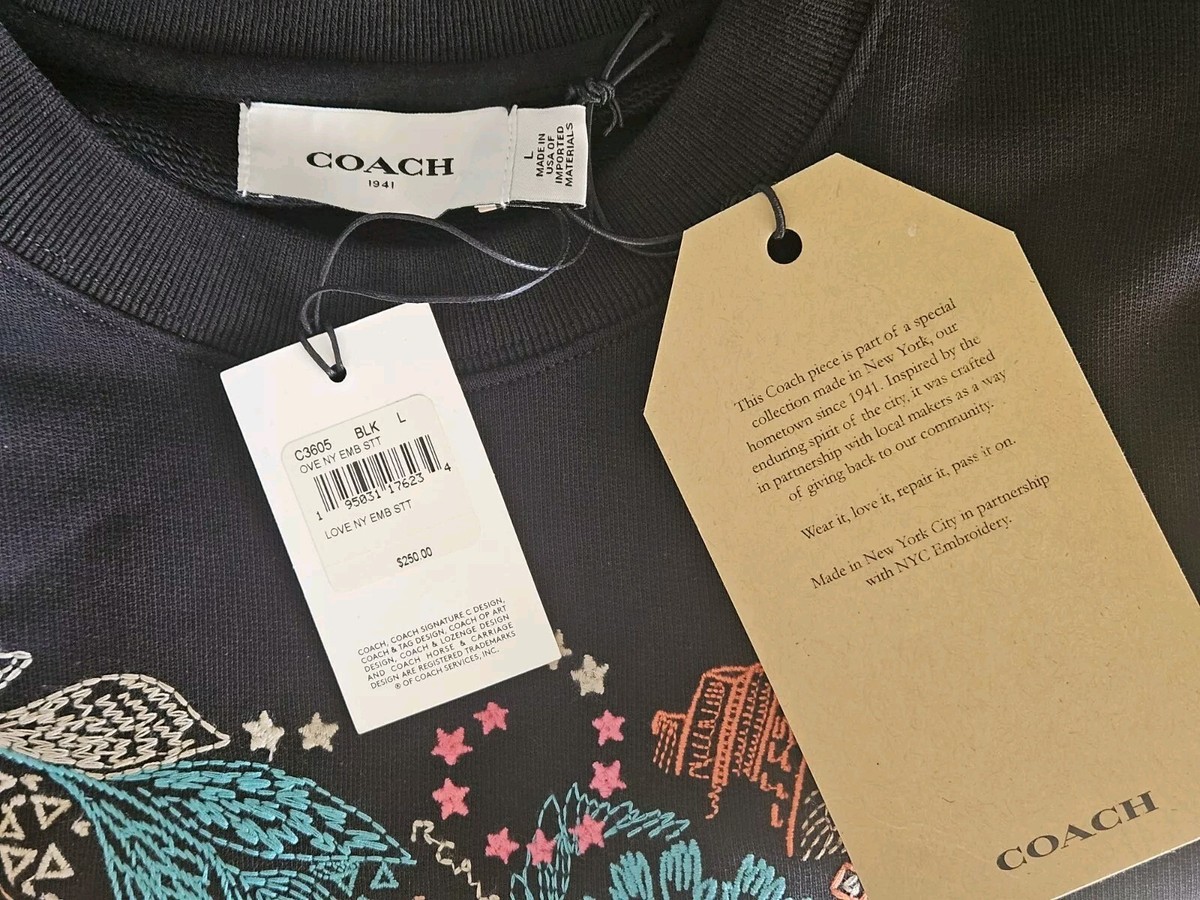 COACH
1941
L
MADE IN
USA OF
IMPORTED
MATERIALS
C3605 BLK L
OVE NY EMB STT
1 95031 17623 4
LOVE NY EMB STT
$250.00
COACH, COACH SIGNATURE C DESIGN,
COACH & TAG DESIGN, COACH OP ART
DESIGN, COACH & LOZENGE DESIGN
AND COACH HORSE & CARRIAGE
DESIGN ARE REGISTERED TRADEMARKS
® OF COACH SERVICES, INC.
This Coach piece is part of a special
collection made in New York, our
hometown since 1941. Inspired by the
enduring spirit of the city, it was crafted
in partnership with local makers as a way
of giving back to our community.
Wear it, love it, repair it, pass it on.
Made in New York City in partnership
with NYC Embroidery.
COACH